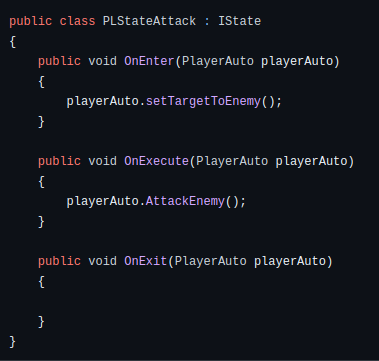 public class PLStateAttack : IState
{
    public void OnEnter(PlayerAuto playerAuto)
    {
        playerAuto.setTargetToEnemy();
    }

    public void OnExecute(PlayerAuto playerAuto)
    {
        playerAuto.AttackEnemy();
    }

    public void OnExit(PlayerAuto playerAuto)
    {

    }
}